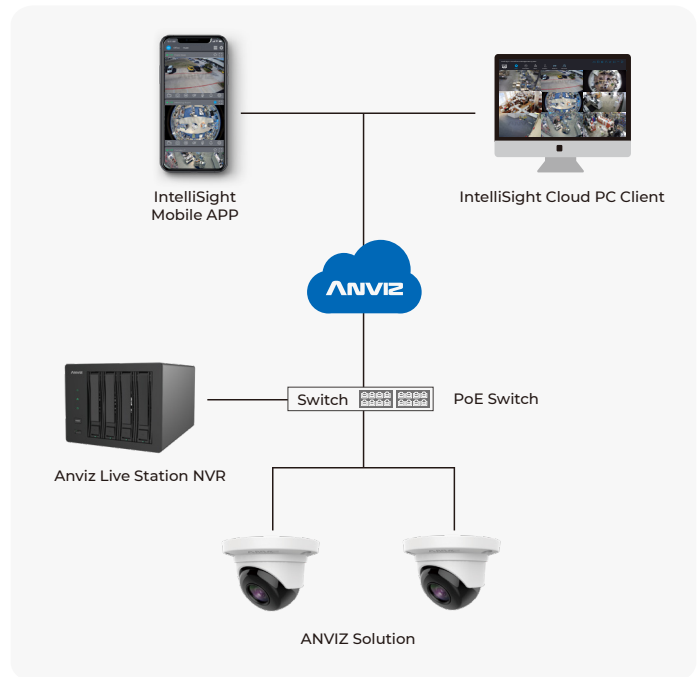 IntelliSight
Mobile APP
IntelliSight Cloud PC Client
ANVIZ
Switch
PoE Switch
Anviz Live Station NVR
ANVIZ Solution